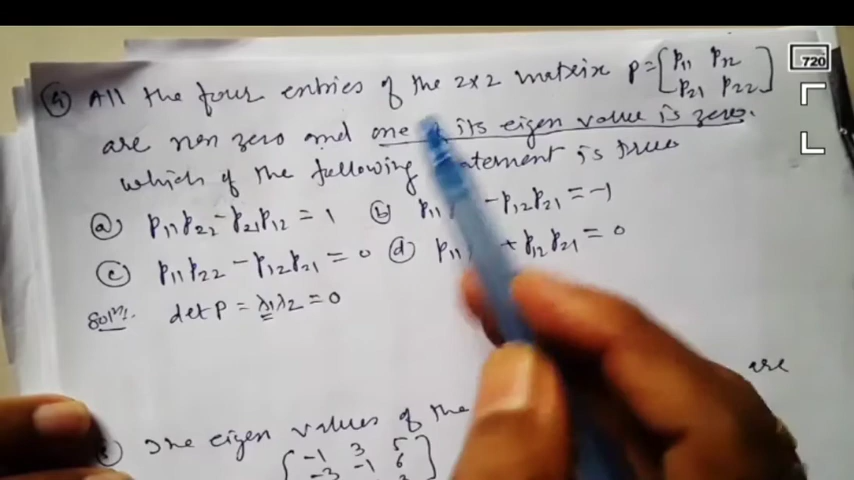 4) All the four entries of the 2x2 matrix P = [P11 P12
P21 P22]
are non zero and one its eigen value is zero.
which of the following statement is true
(a) P11P22 - P21P12 = 1 (b) P11 - P12P21 = -1
(c) P11P22 - P12P21 = 0 (d) P11 + P12P21 = 0
Solⁿ: det P = λ1λ2 = 0
are
The eigen values of the
-1 3 5
-3 -1 6
720